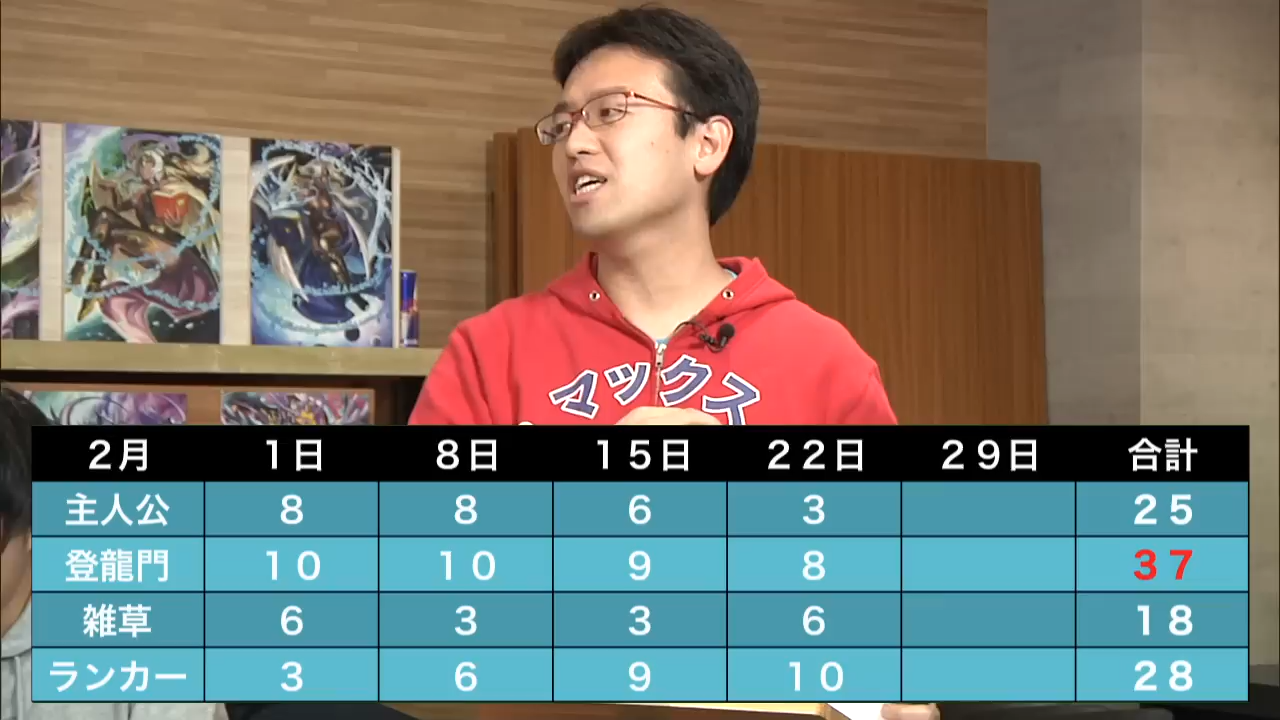 マックス
2月 1日 8日 15日 22日 29日 合計
主人公 8 8 6 3 25
登龍門 10 10 9 8 37
雑草 6 3 3 6 18
ランカー 3 6 9 10 28